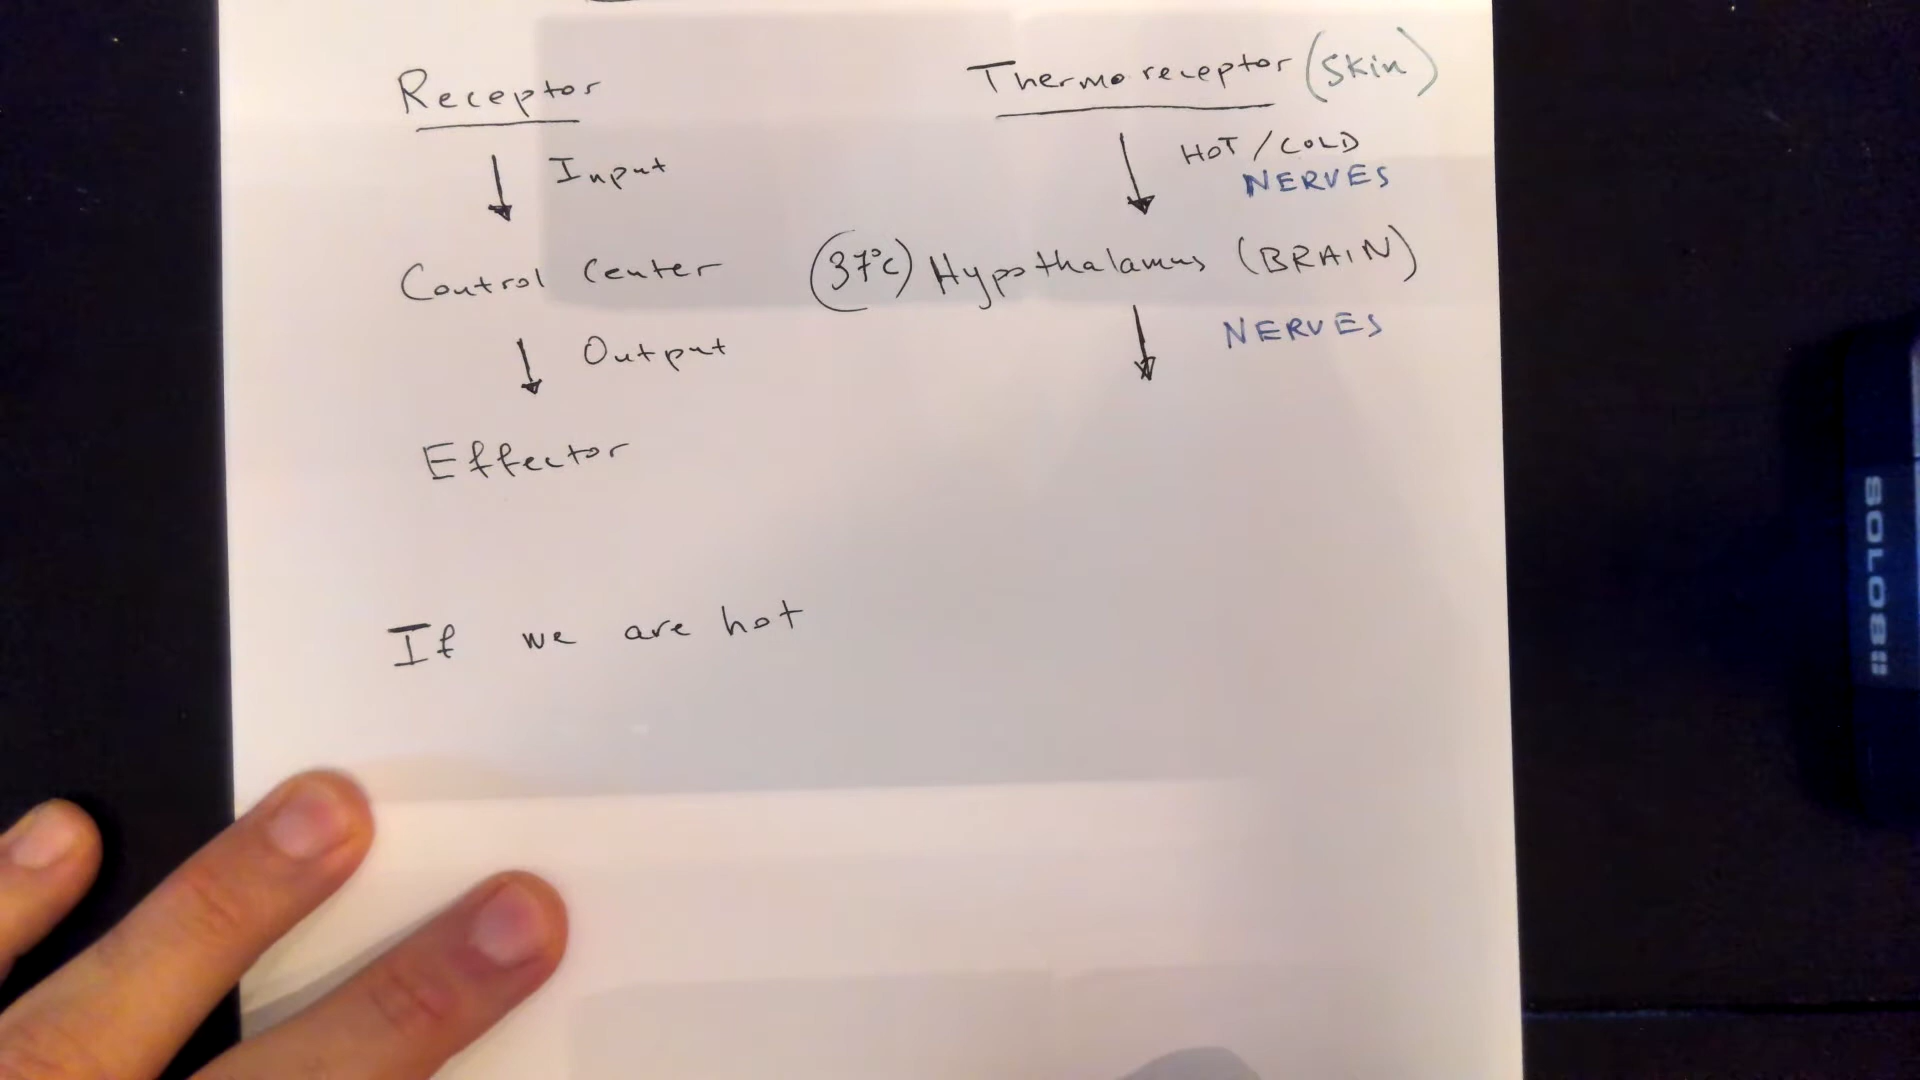 Receptor
Input
Control Center
Output
Effector
If we are hot
Thermoreceptor (Skin)
HOT / COLD
NERVES
(37°C) Hypothalamus (BRAIN)
NERVES
SOLO8